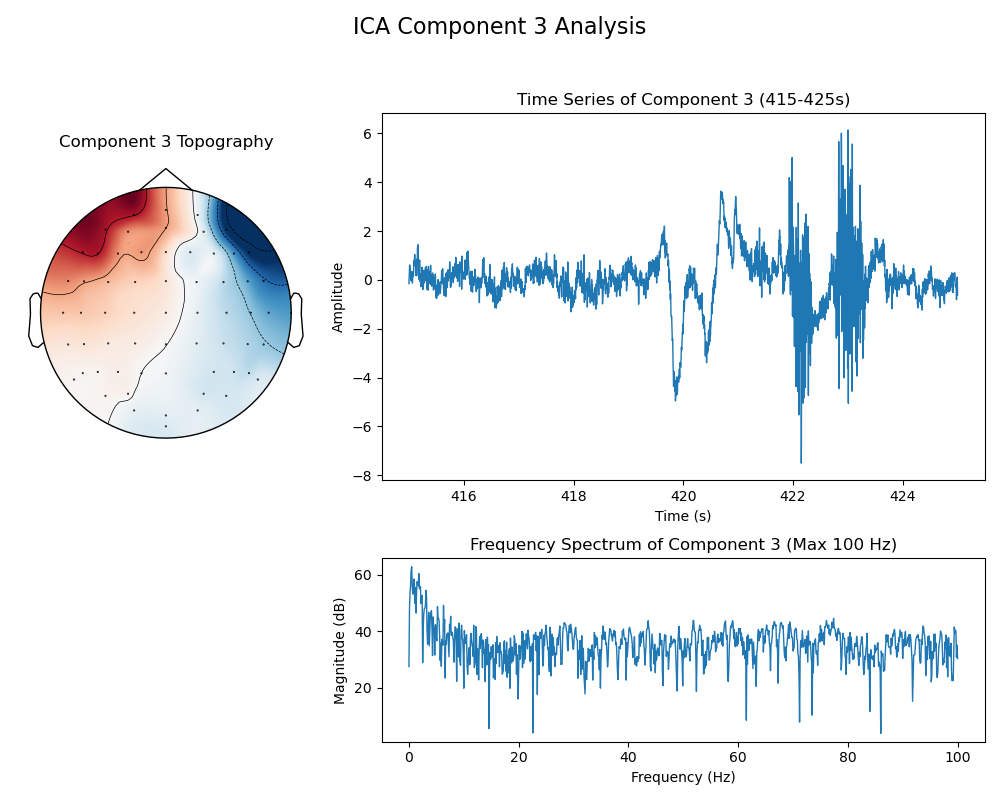 ICA Component 3 Analysis
Component 3 Topography
Time Series of Component 3 (415-425s)
Amplitude
6
4
2
0
−2
−4
−6
−8
416 418 420 422 424
Time (s)
Frequency Spectrum of Component 3 (Max 100 Hz)
Magnitude (dB)
60
40
20
0 20 40 60 80 100
Frequency (Hz)